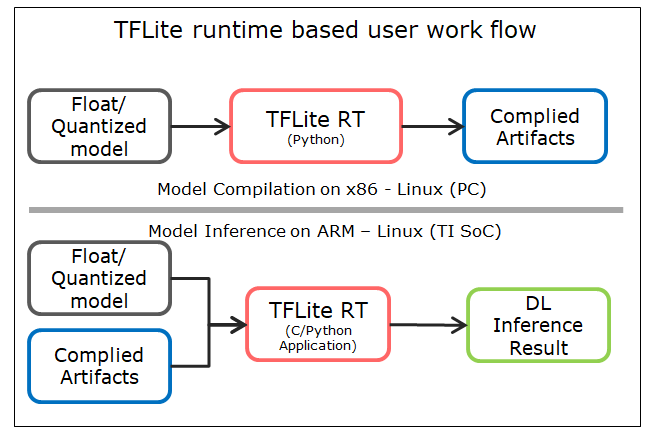 TFLite runtime based user work flow
Float/
Quantized
model
TFLite RT
(Python)
Complied
Artifacts
Model Compilation on x86 - Linux (PC)
Model Inference on ARM – Linux (TI SoC)
Float/
Quantized
model
Complied
Artifacts
TFLite RT
(C/Python
Application)
DL
Inference
Result